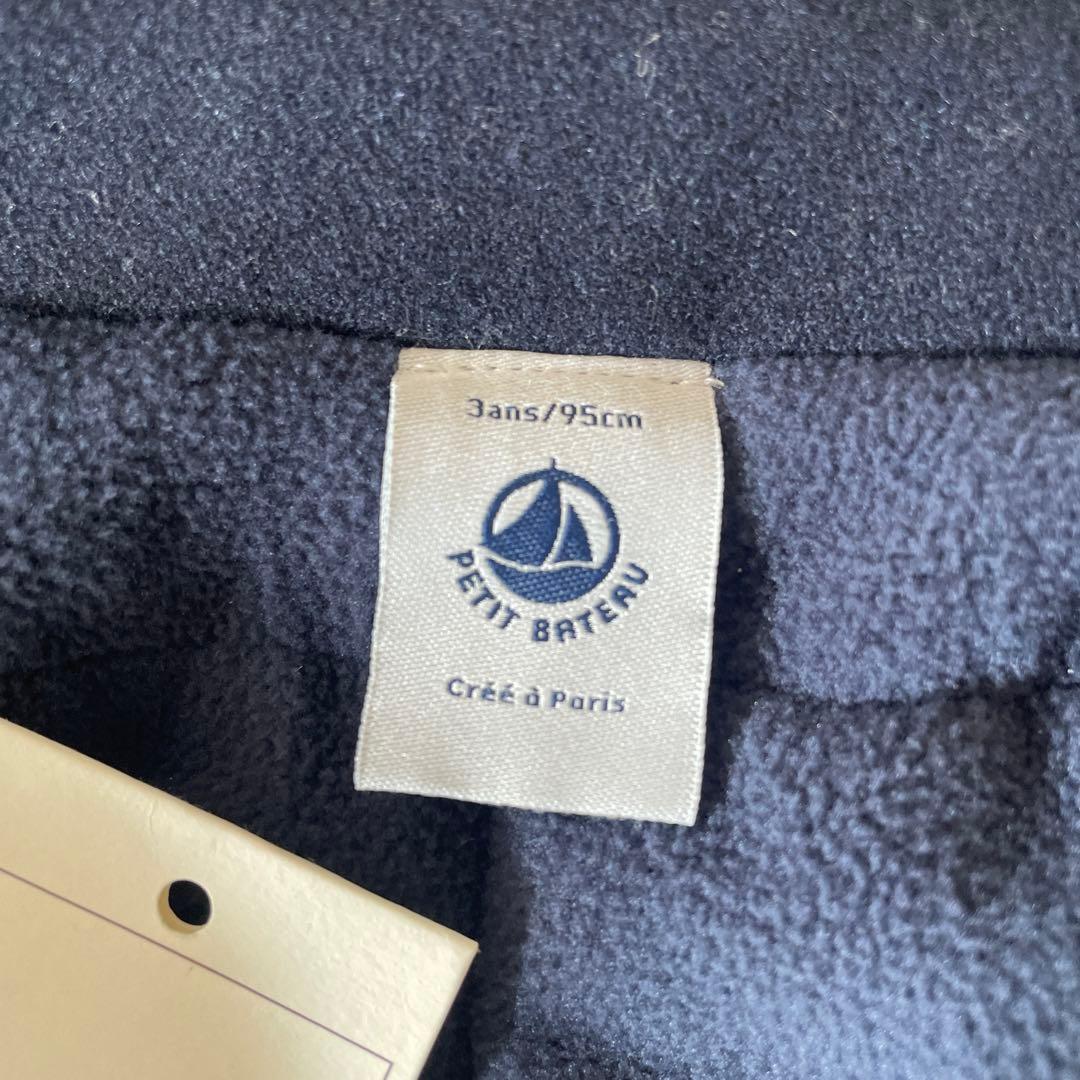 3ans/95cm
PETIT BATEAU
Créé à Paris